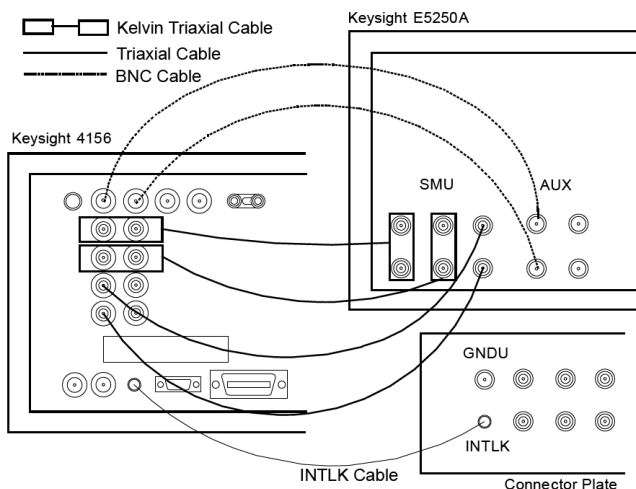 Kelvin Triaxial Cable
Triaxial Cable
BNC Cable
Keysight E5250A
Keysight 4156
SMU
AUX
GNDU
INTLK
INTLK Cable
Connector Plate